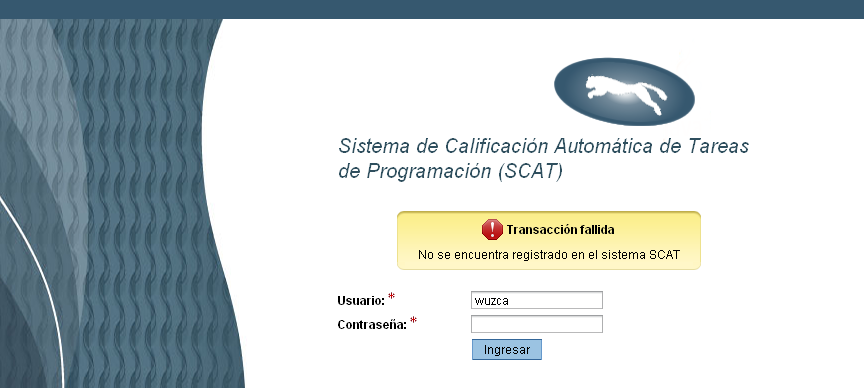 Sistema de Calificación Automática de Tareas
de Programación (SCAT)
Transacción fallida
No se encuentra registrado en el sistema SCAT
Usuario: * wuzca
Contraseña: *
Ingresar